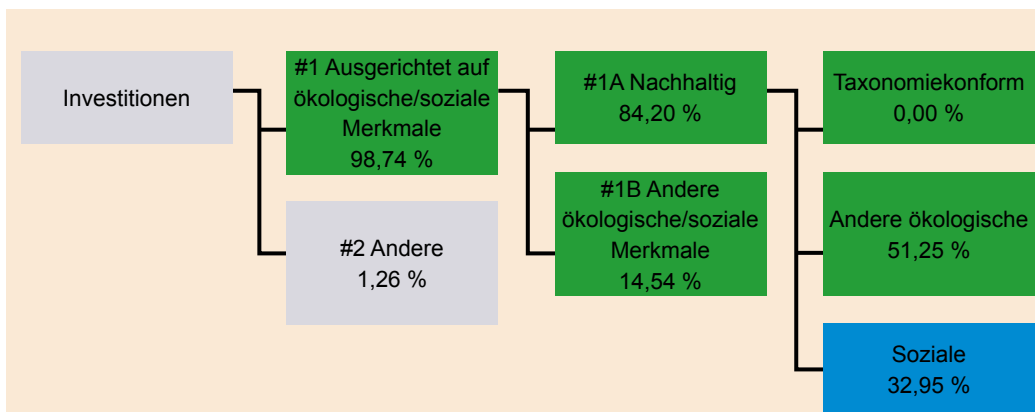 Investitionen
#1 Ausgerichtet auf
ökologische/soziale
Merkmale
98,74 %
#2 Andere
1,26 %
#1A Nachhaltig
84,20 %
#1B Andere
ökologische/soziale
Merkmale
14,54 %
Taxonomiekonform
0,00 %
Andere ökologische
51,25 %
Soziale
32,95 %